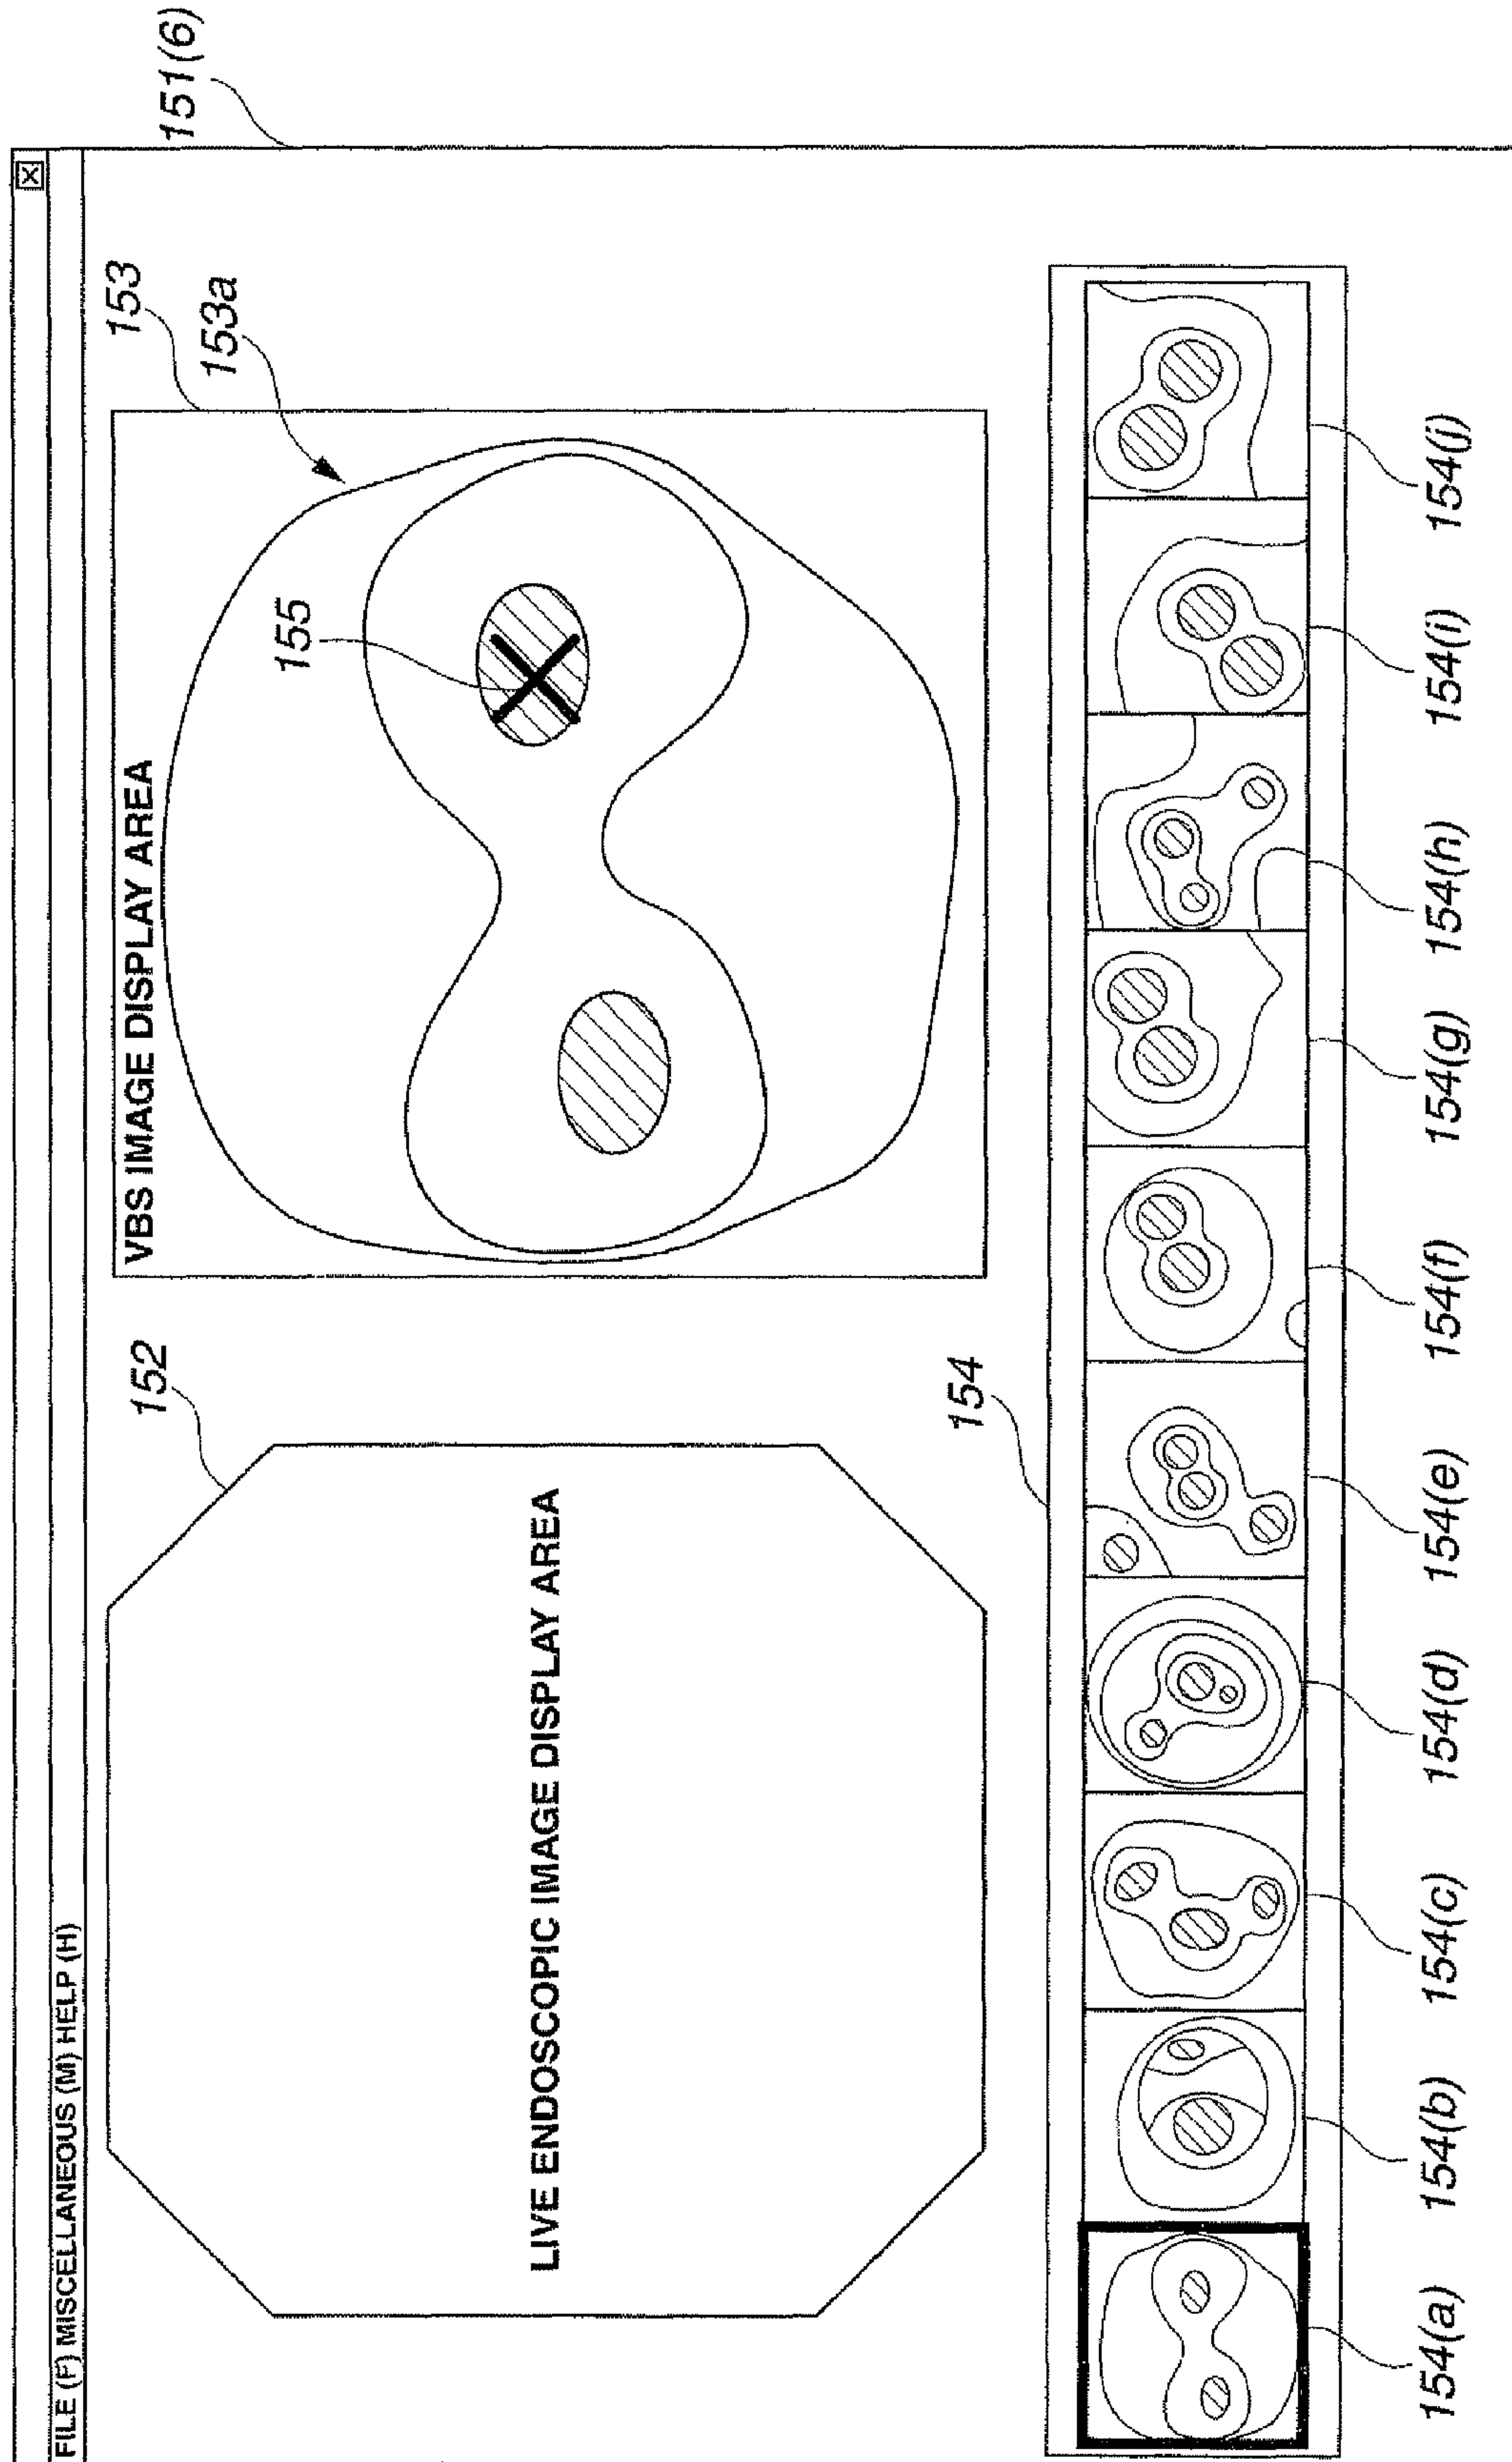 151(6)
FILE (F) MISCELLANEOUS (M) HELP (H)
152
153
153a
VBS IMAGE DISPLAY AREA
155
LIVE ENDOSCOPIC IMAGE DISPLAY AREA
154
154(a) 154(b) 154(c) 154(d) 154(e) 154(f) 154(g) 154(h) 154(i) 154(j)